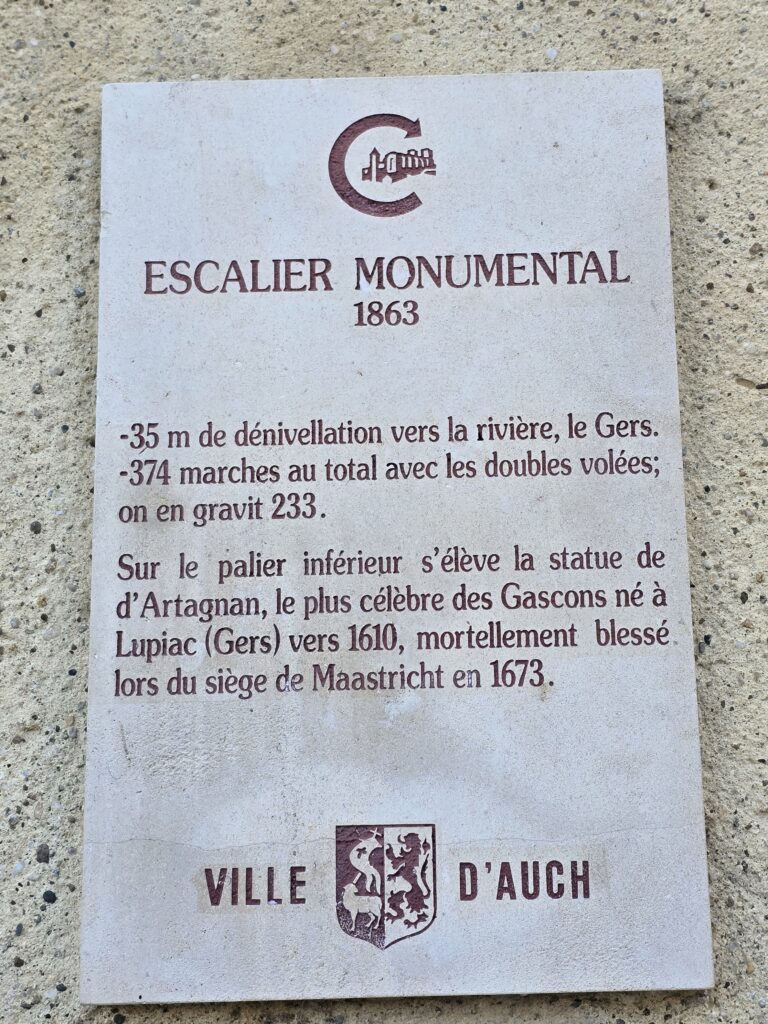 ESCALIER MONUMENTAL
1863
-35 m de dénivellation vers la rivière, le Gers.
-374 marches au total avec les doubles volées;
on en gravit 233.
Sur le palier inférieur s'élève la statue de
d'Artagnan, le plus célèbre des Gascons né à
Lupiac (Gers) vers 1610, mortellement blessé
lors du siège de Maastricht en 1673.
VILLE D'AUCH